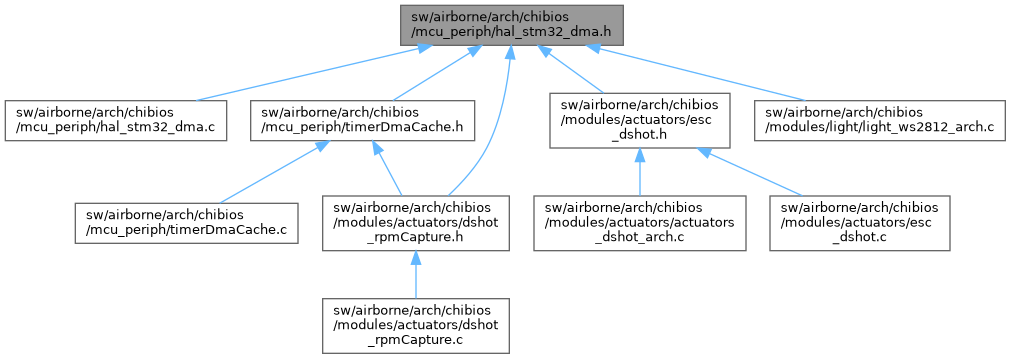 sw/airborne/arch/chibios
/mcu_periph/hal_stm32_dma.h
sw/airborne/arch/chibios
/mcu_periph/hal_stm32_dma.c
sw/airborne/arch/chibios
/mcu_periph/timerDmaCache.h
sw/airborne/arch/chibios
/modules/actuators/esc
_dshot.h
sw/airborne/arch/chibios
/modules/light/light_ws2812_arch.c
sw/airborne/arch/chibios
/mcu_periph/timerDmaCache.c
sw/airborne/arch/chibios
/modules/actuators/dshot
_rpmCapture.h
sw/airborne/arch/chibios
/modules/actuators/actuators
_dshot_arch.c
sw/airborne/arch/chibios
/modules/actuators/esc
_dshot.c
sw/airborne/arch/chibios
/modules/actuators/dshot
_rpmCapture.c